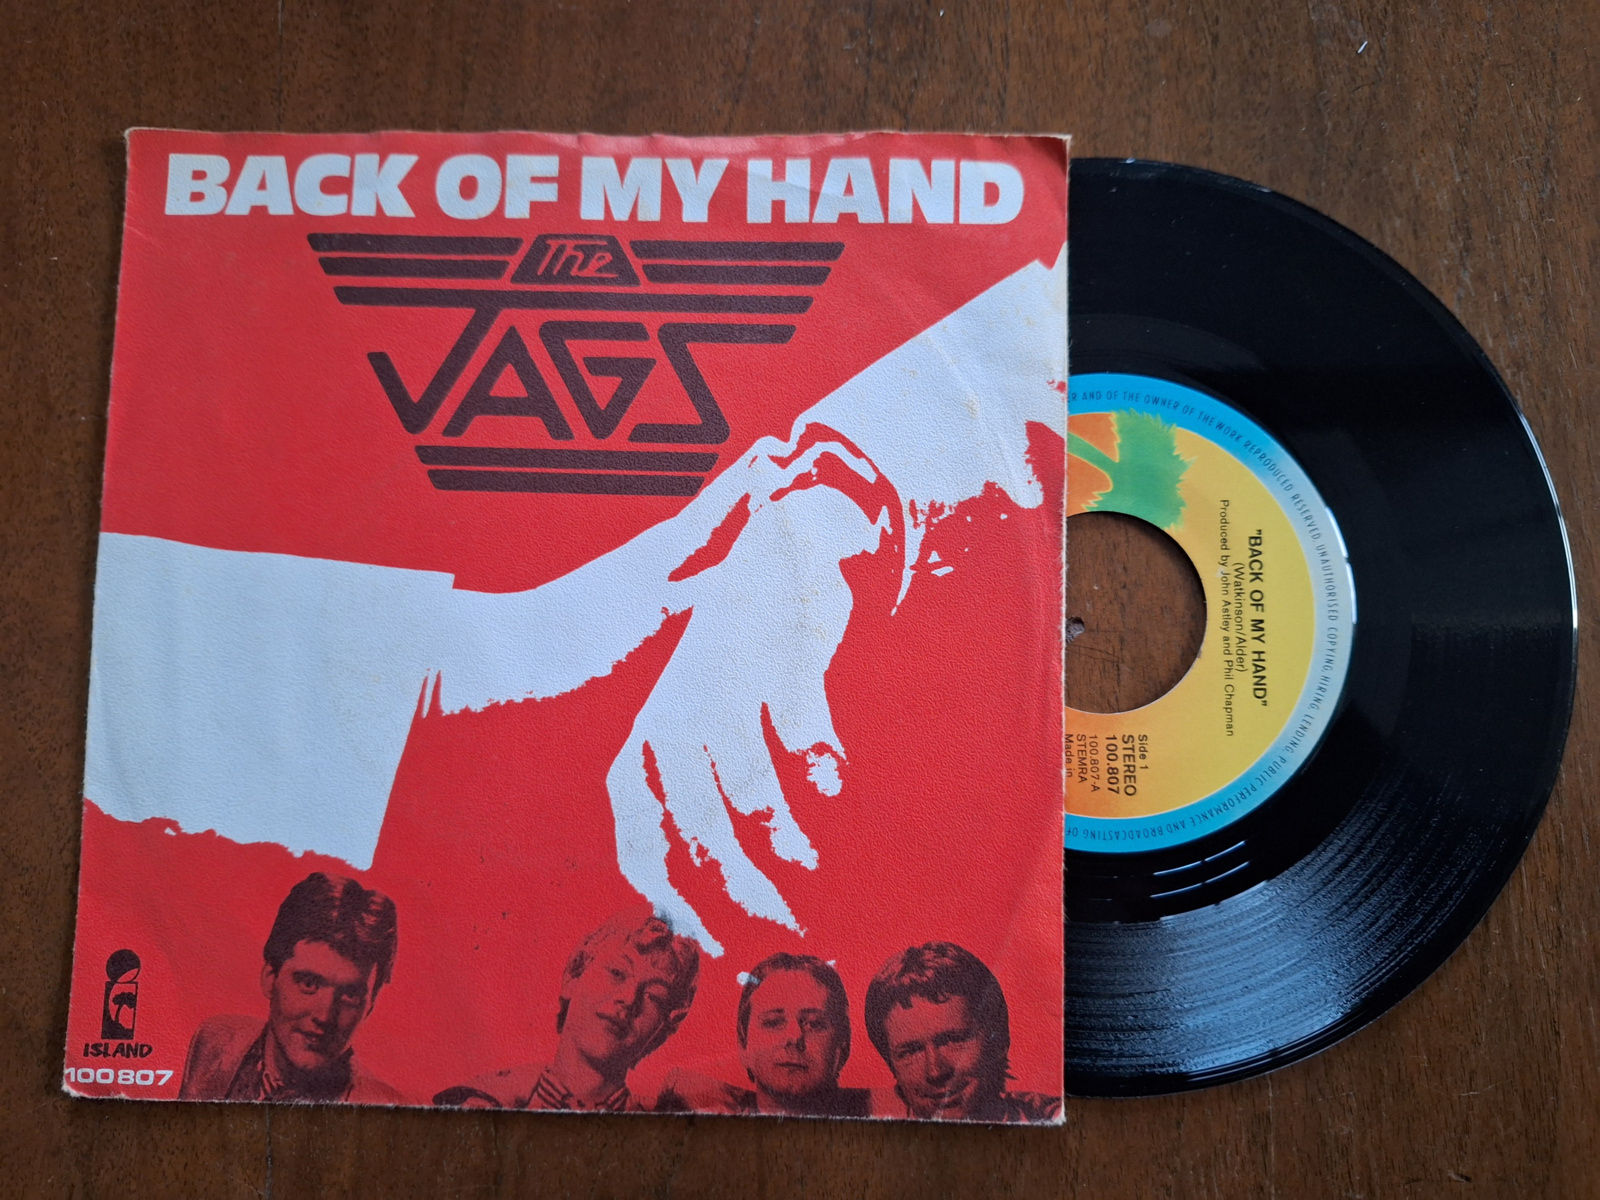 BACK OF MY HAND
The
JAGS
ISLAND
100 807
"BACK OF MY HAND"
(Watkinson/Alder)
Produced by John Astley and Phil Chapman
Side 1
STEREO
100.807
100.807-A
STEMRA
Made in
AND OF THE OWNER OF THE WORK REPRODUCED RESERVED UNAUTHORISED COPYING, HIRING, LENDING, PUBLIC PERFORMANCE AND BROADCASTING OF